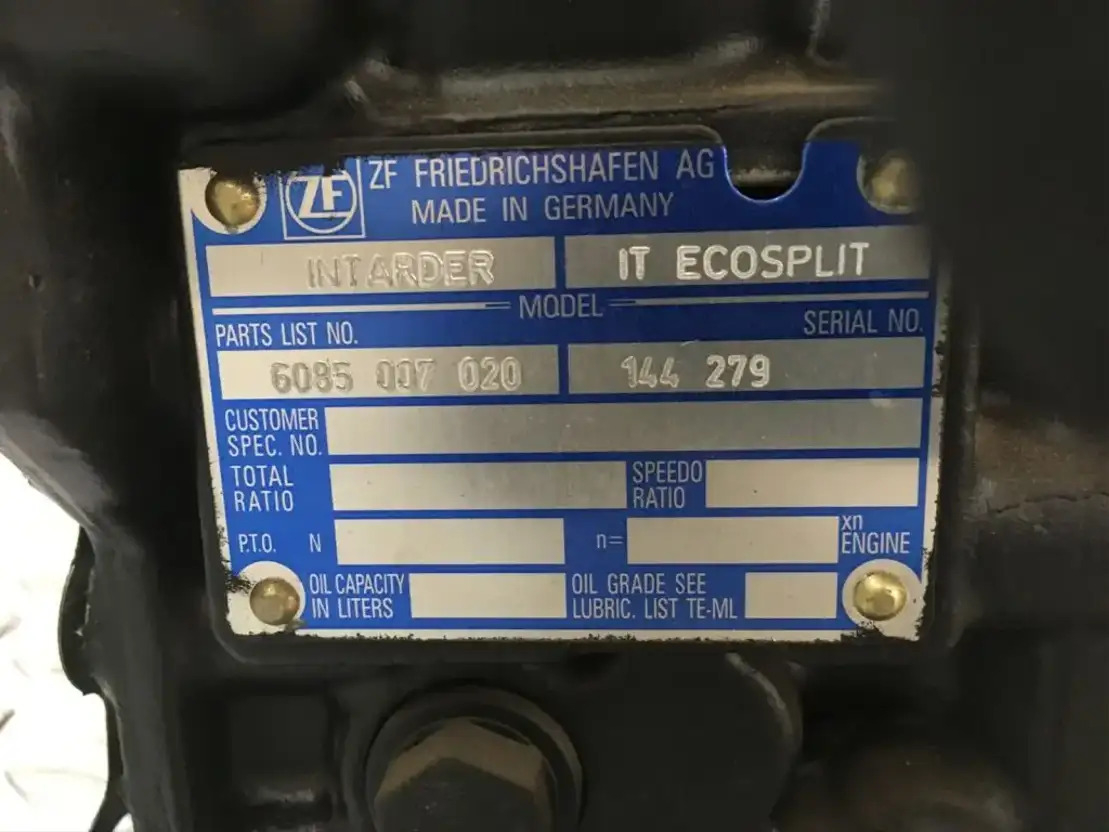 ZF
ZF FRIEDRICHSHAFEN AG
MADE IN GERMANY
INTARDER IT ECOSPLIT
MODEL
PARTS LIST NO. SERIAL NO.
6085 007 020 144 279
CUSTOMER
SPEC. NO.
TOTAL
RATIO
SPEEDO
RATIO
P.T.O. N n= xn
ENGINE
OIL CAPACITY
IN LITERS
OIL GRADE SEE
LUBRIC. LIST TE-ML